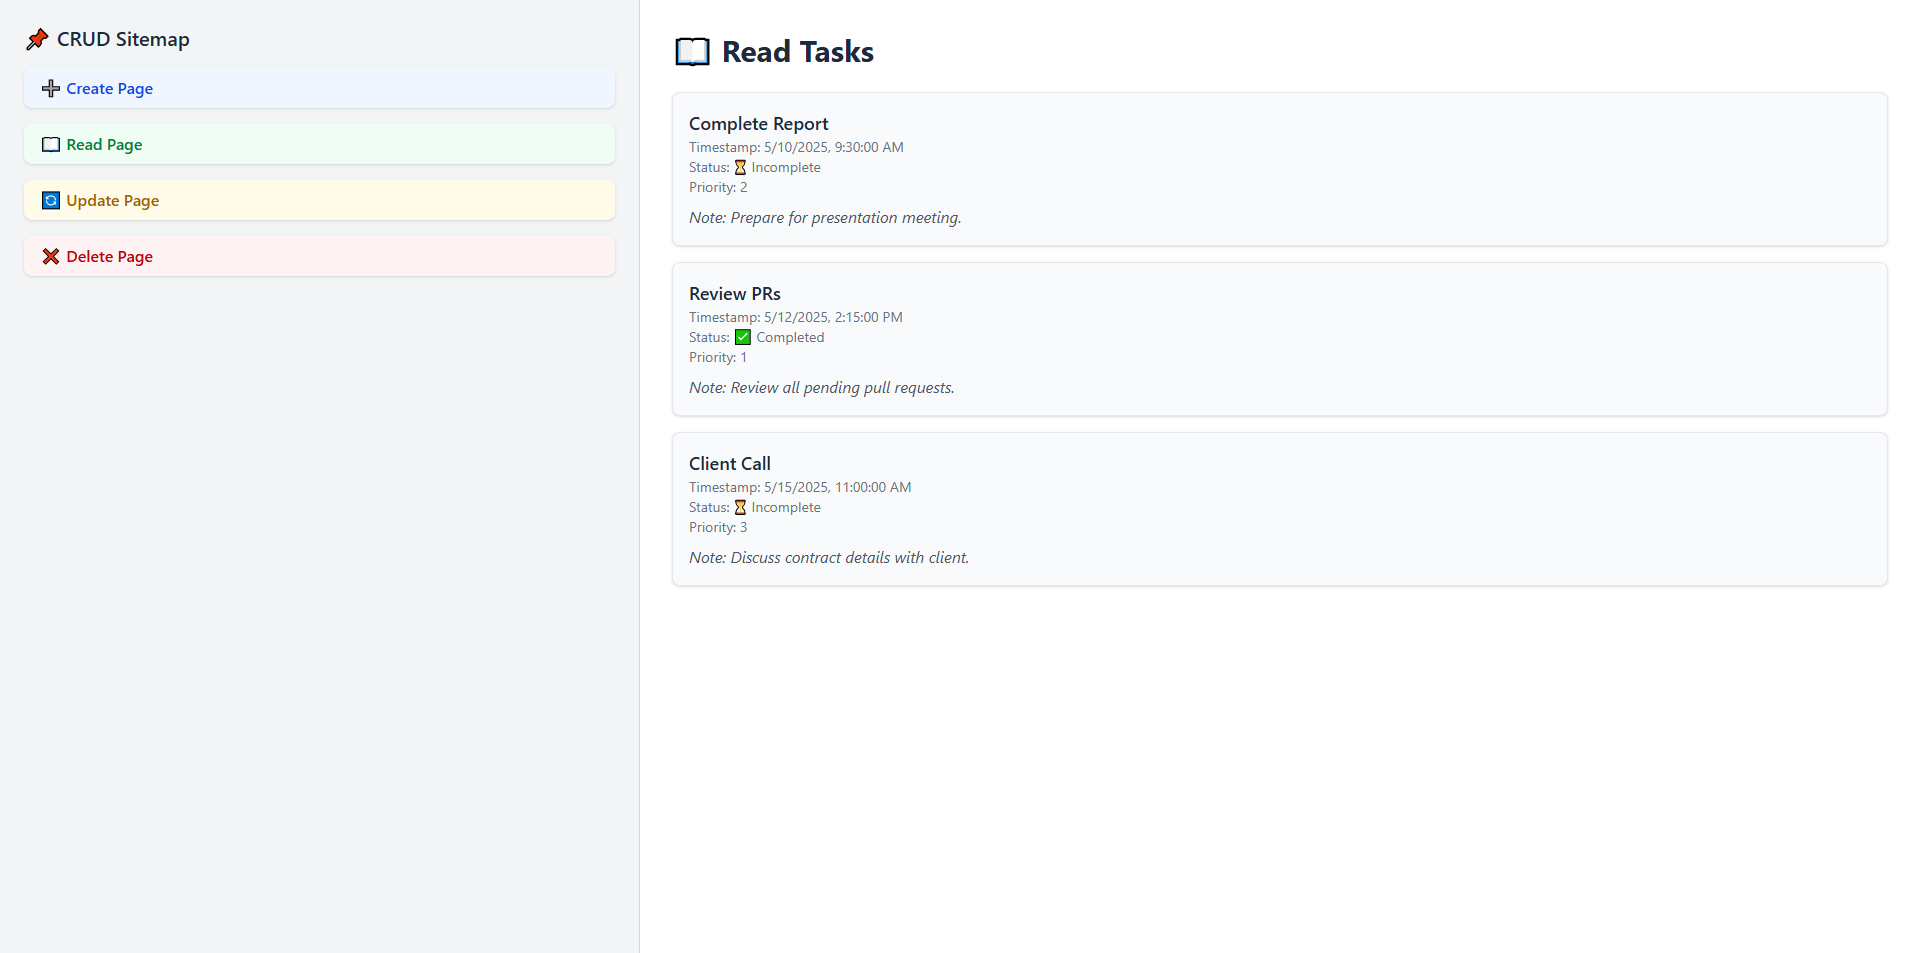 📌 CRUD Sitemap
➕ Create Page
📖 Read Page
🔄 Update Page
❌ Delete Page
📖 Read Tasks
Complete Report
Timestamp: 5/10/2025, 9:30:00 AM
Status: ⏳ Incomplete
Priority: 2
Note: Prepare for presentation meeting.
Review PRs
Timestamp: 5/12/2025, 2:15:00 PM
Status: ✅ Completed
Priority: 1
Note: Review all pending pull requests.
Client Call
Timestamp: 5/15/2025, 11:00:00 AM
Status: ⏳ Incomplete
Priority: 3
Note: Discuss contract details with client.